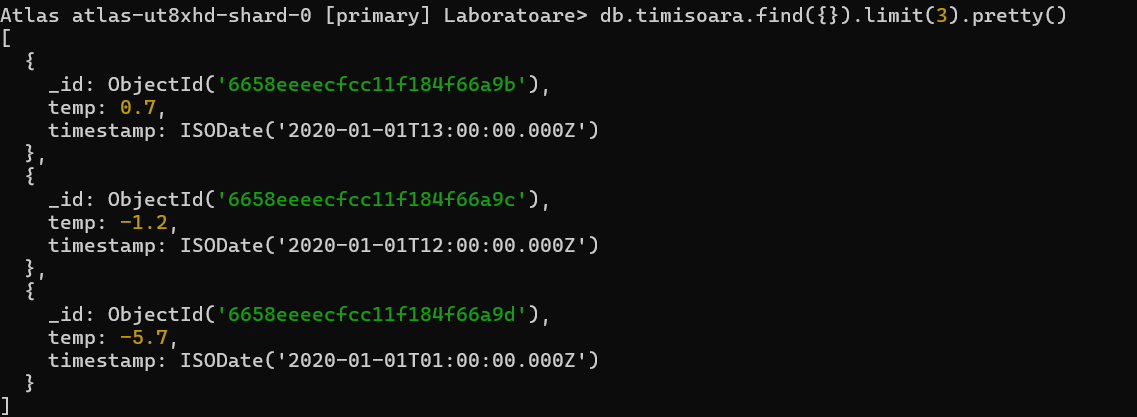 Atlas atlas-ut8xhd-shard-0 [primary] Laboratoare> db.timisoara.find({}).limit(3).pretty()
[
  {
    _id: ObjectId('6658eeeecfcc11f184f66a9b'),
    temp: 0.7,
    timestamp: ISODate('2020-01-01T13:00:00.000Z')
  },
  {
    _id: ObjectId('6658eeeecfcc11f184f66a9c'),
    temp: -1.2,
    timestamp: ISODate('2020-01-01T12:00:00.000Z')
  },
  {
    _id: ObjectId('6658eeeecfcc11f184f66a9d'),
    temp: -5.7,
    timestamp: ISODate('2020-01-01T01:00:00.000Z')
  }
]